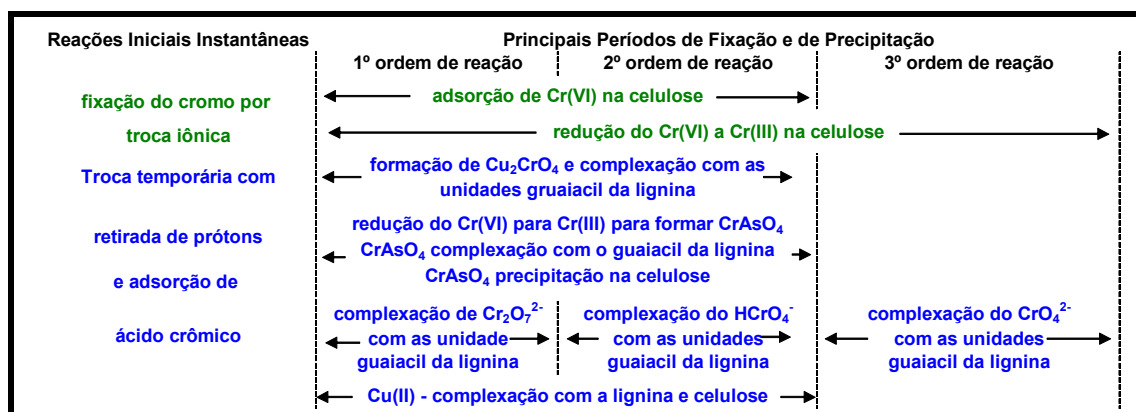 Reações Iniciais Instantâneas
Principais Períodos de Fixação e de Precipitação
1º ordem de reação
2º ordem de reação
3º ordem de reação
fixação do cromo por
troca iônica
adsorção de Cr(VI) na celulose
redução do Cr(VI) a Cr(III) na celulose
Troca temporária com
retirada de prótons
e adsorção de
ácido crômico
formação de Cu₂CrO₄ e complexação com as
unidades gruaiacil da lignina
redução do Cr(VI) para Cr(III) para formar CrAsO₄
CrAsO₄ complexação com o guaiacil da lignina
CrAsO₄ precipitação na celulose
complexação de Cr₂O₇²⁻
com as unidade
guaiacil da lignina
complexação do HCrO₄⁻
com as unidades
guaiacil da lignina
complexação do CrO₄²⁻
com as unidades
guaiacil da lignina
Cu(II) - complexação com a lignina e celulose